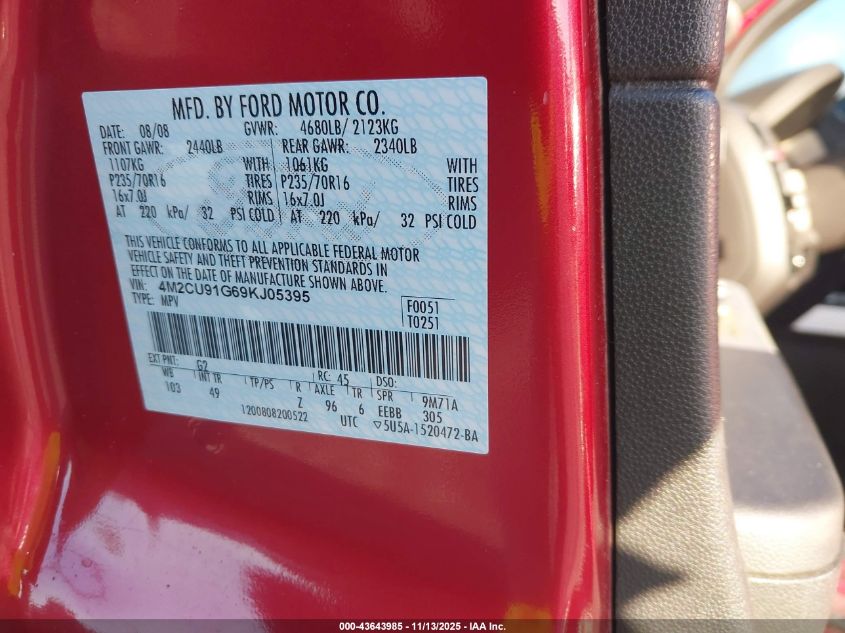 MFD. BY FORD MOTOR CO.
DATE: 08/08 GVWR: 4680LB/ 2123KG
FRONT GAWR: 2440LB REAR GAWR: 2340LB
1107KG WITH 1061KG WITH
P235/70R16 TIRES P235/70R16 TIRES
16x7.0J RIMS 16x7.0J RIMS
AT 220 kPa/ 32 PSI COLD AT 220 kPa/ 32 PSI COLD
THIS VEHICLE CONFORMS TO ALL APPLICABLE FEDERAL MOTOR
VEHICLE SAFETY AND THEFT PREVENTION STANDARDS IN
EFFECT ON THE DATE OF MANUFACTURE SHOWN ABOVE.
VIN: 4M2CU91G69KJ05395
TYPE: MPV F0051
T0251
EXT PNT: G2 RC: 45 DSO:
WB INT TR TP/PS R AXLE TR SPR 9M71A
103 49 Z 96 6 EEBB 305
1200808200522 UTC ▽5U5A-1520472-BA
000-43643985 - 11/13/2025 - IAA Inc.